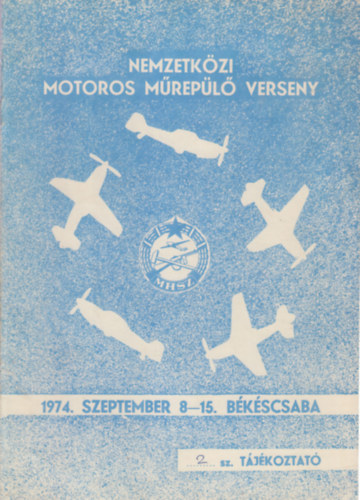 NEMZETKÖZI
MOTOROS MŰREPÜLŐ VERSENY
MHSZ
1974. SZEPTEMBER 8—15. BÉKÉSCSABA
2 sz. TÁJÉKOZTATÓ